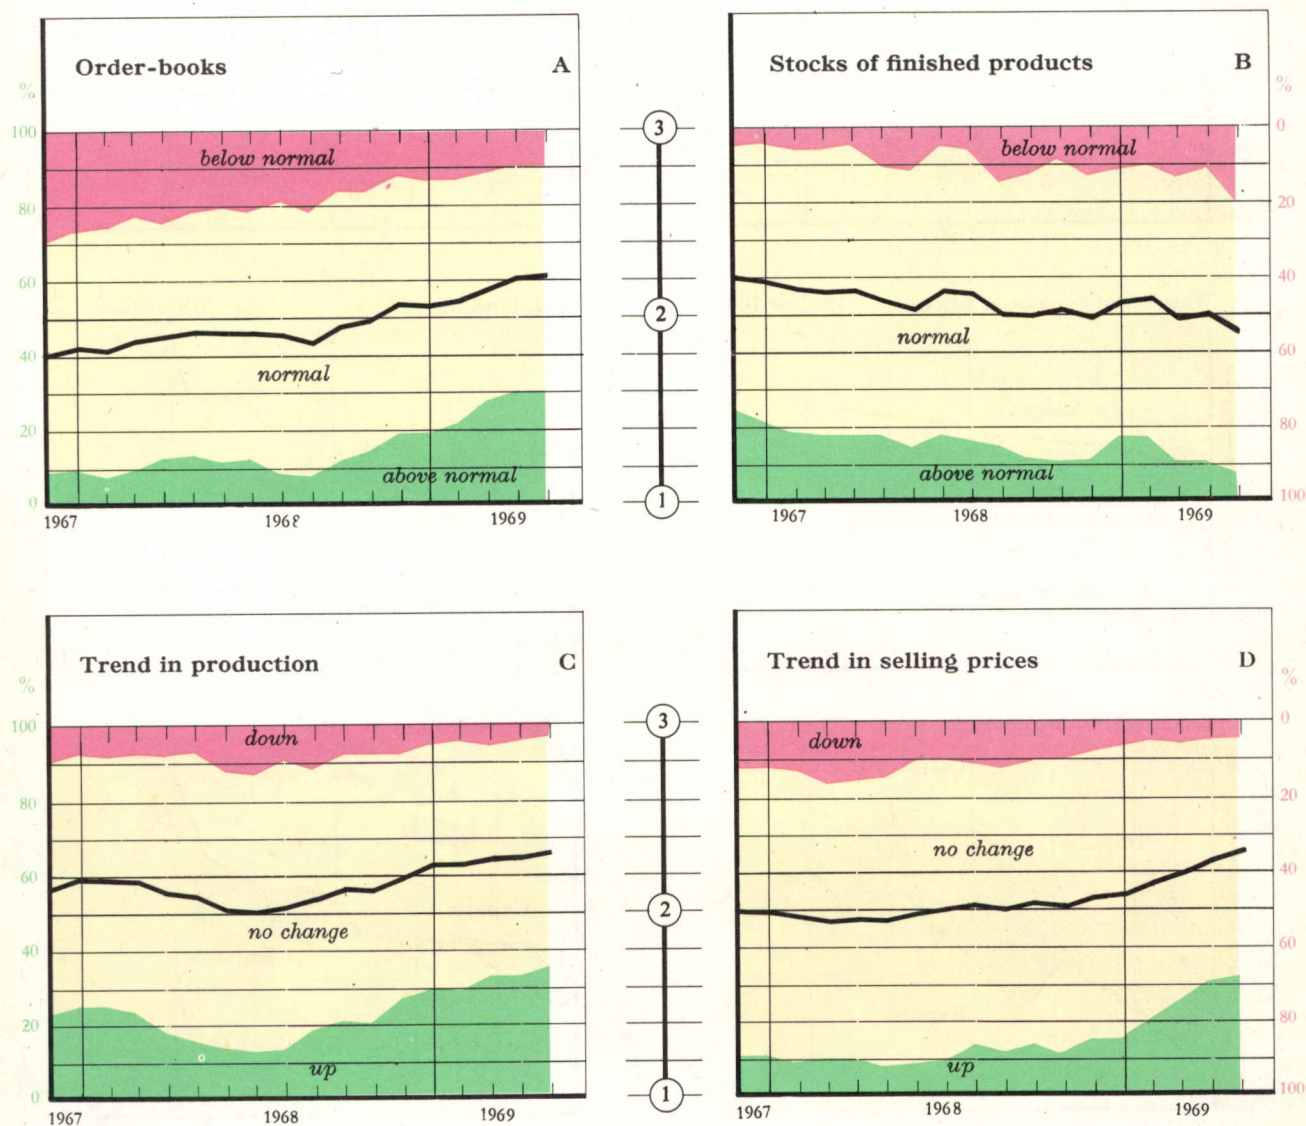 Order-books A
%
100
80
60
40
20
0
below normal
normal
above normal
1967 1968 1969
3
2
1
Stocks of finished products B
%
0
20
40
60
80
100
below normal
normal
above normal
1967 1968 1969
Trend in production C
%
100
80
60
40
20
0
down
no change
up
1967 1968 1969
3
2
1
Trend in selling prices D
%
0
20
40
60
80
100
down
no change
up
1967 1968 1969